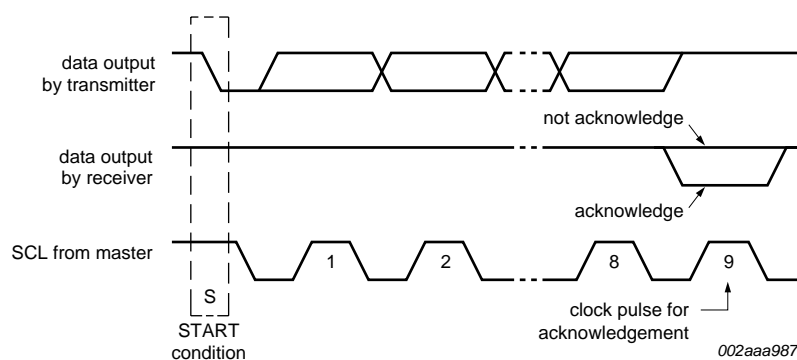 data output
by transmitter
not acknowledge
data output
by receiver
acknowledge
SCL from master
1
2
8
9
S
START
condition
clock pulse for
acknowledgement
002aaa987